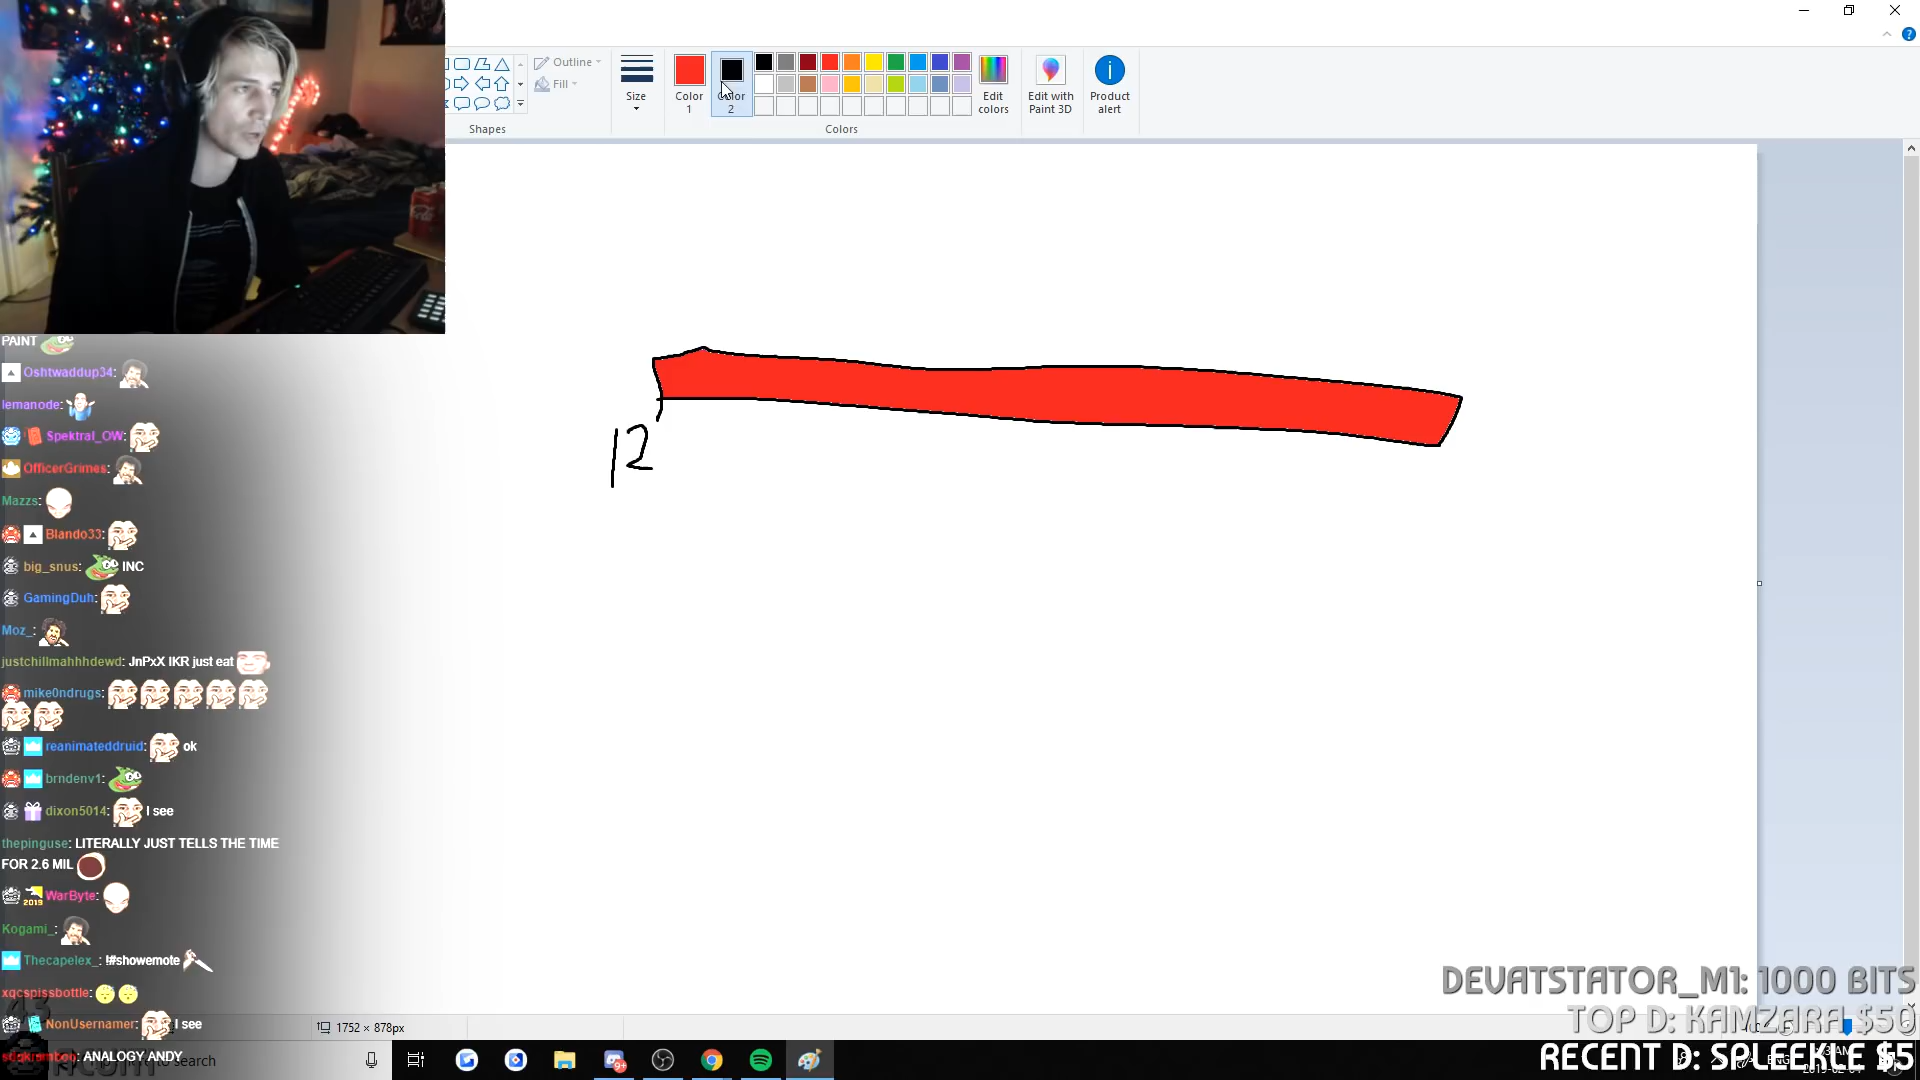 Outline
Fill
Shapes
Size
Color 1
Color 2
Colors
Edit colors
Edit with Paint 3D
Product alert
12
PAINT
Oshtwaddup34:
lemanode:
Spektral_OW:
OfficerGrimes:
Mazzs:
Blando33:
big_snus: INC
GamingDuh:
Moz_:
justchillmahhhdewd: JnPxX IKR just eat
mike0ndrugs:
reanimateddruid: ok
brndenv1:
dixon5014: I see
thepinguse: LITERALLY JUST TELLS THE TIME
FOR 2.6 MIL
WarByte:
Kogami_:
Thecapelex_: !#showemote
xqcspissbottle:
NonUsernamer: I see
ANALOGY ANDY
search
1752 × 878px
DEVATSTATOR_M1: 1000 BITS
TOP D: KAMZARA $50
RECENT D: SPLEEKLE $5